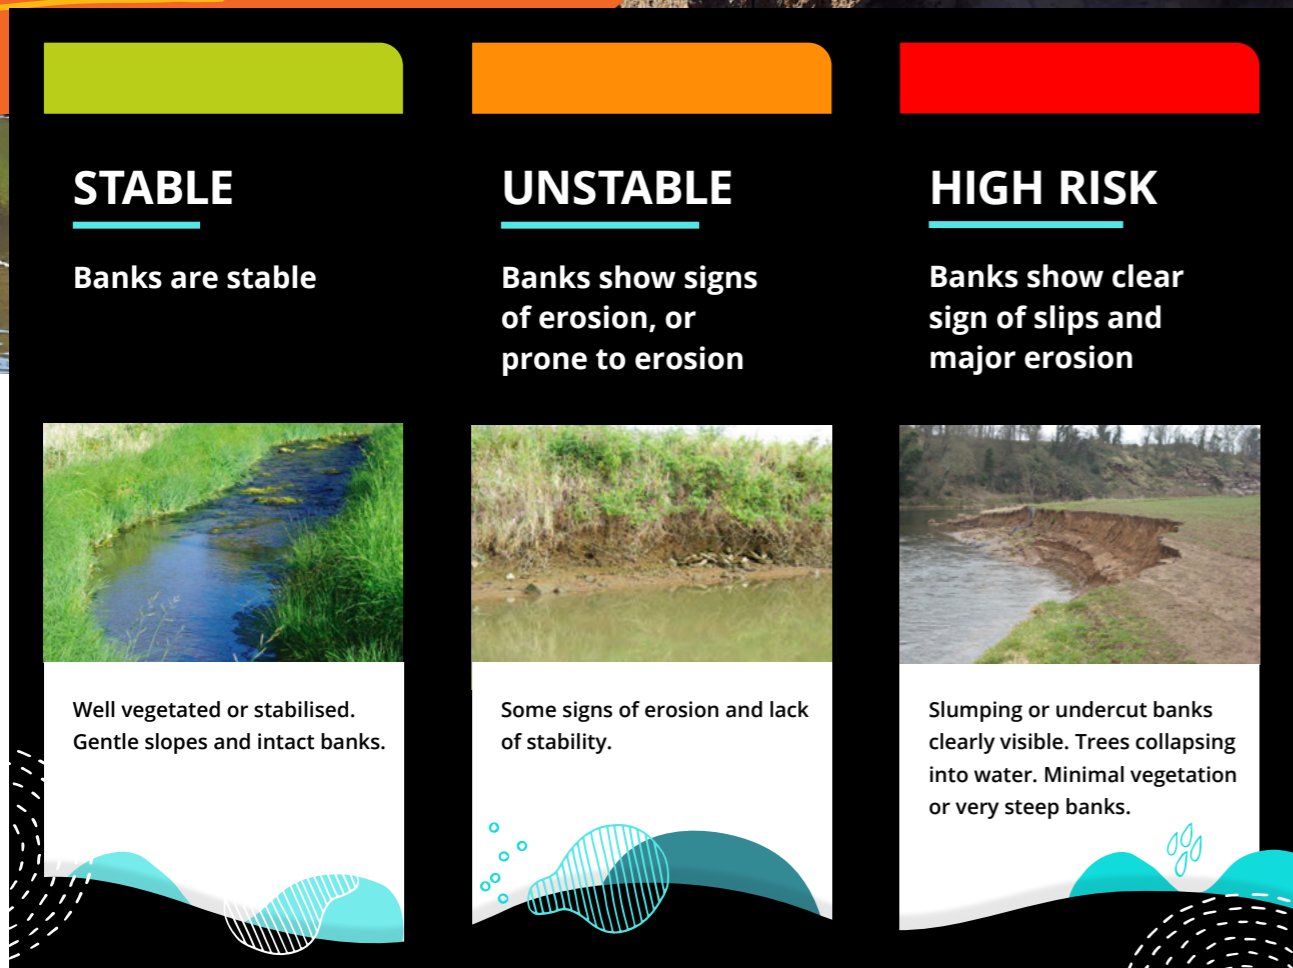 STABLE
Banks are stable
Well vegetated or stabilised.
Gentle slopes and intact banks.
UNSTABLE
Banks show signs
of erosion, or
prone to erosion
Some signs of erosion and lack
of stability.
HIGH RISK
Banks show clear
sign of slips and
major erosion
Slumping or undercut banks
clearly visible. Trees collapsing
into water. Minimal vegetation
or very steep banks.